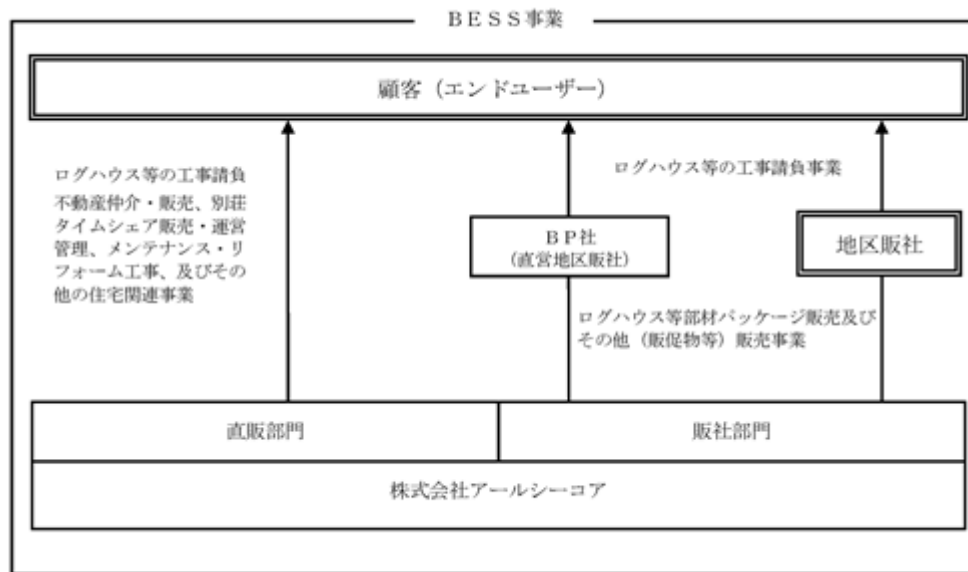 ＢＥＳＳ事業
顧客（エンドユーザー）
ログハウス等の工事請負
不動産仲介・販売、別荘
タイムシェア販売・運営
管理、メンテナンス・リ
フォーム工事、及びその
他の住宅関連事業
ログハウス等の工事請負事業
ＢＰ社
（直営地区販社）
地区販社
ログハウス等部材パッケージ販売及び
その他（販促物等）販売事業
直販部門
販社部門
株式会社アールシーコア